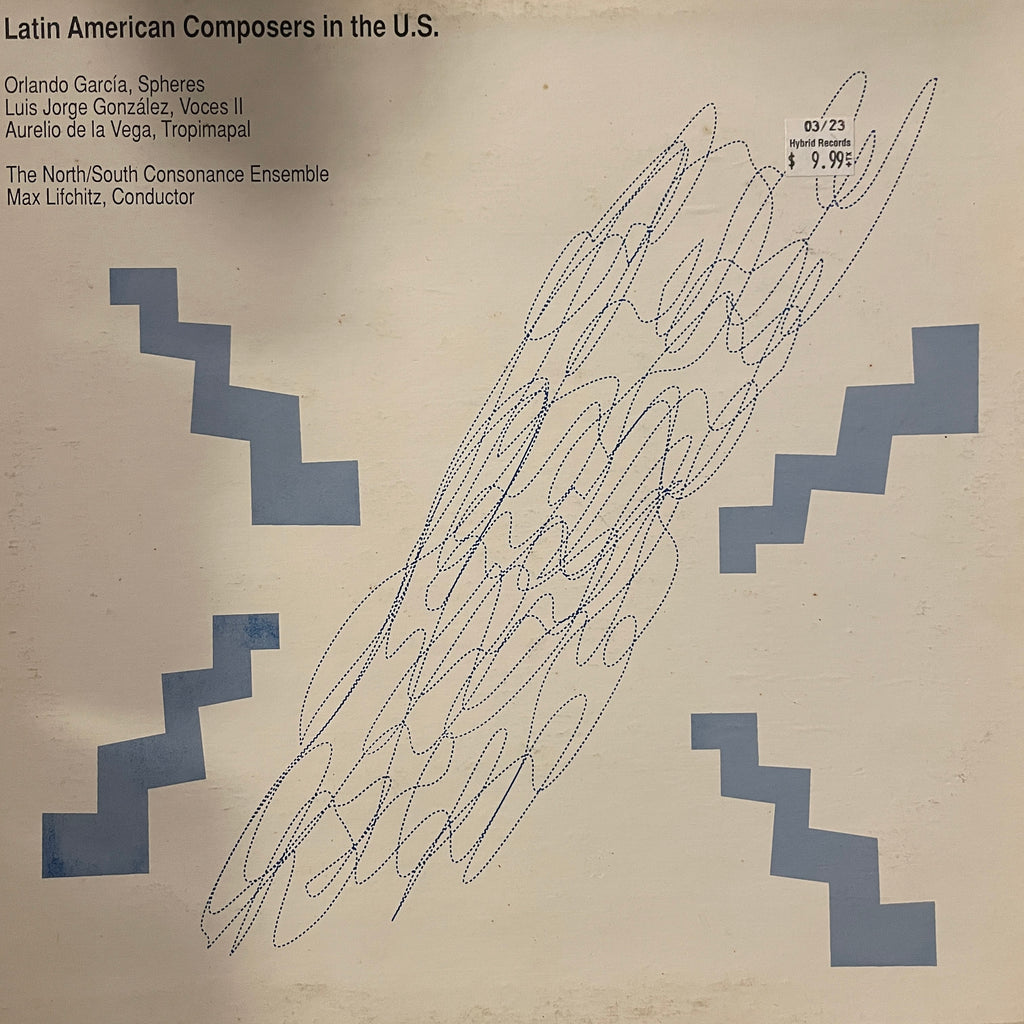 Latin American Composers in the U.S.
Orlando García, Spheres
Luis Jorge González, Voces II
Aurelio de la Vega, Tropimapal
The North/South Consonance Ensemble
Max Lifchitz, Conductor
03/23
Hybrid Records
$ 9.99